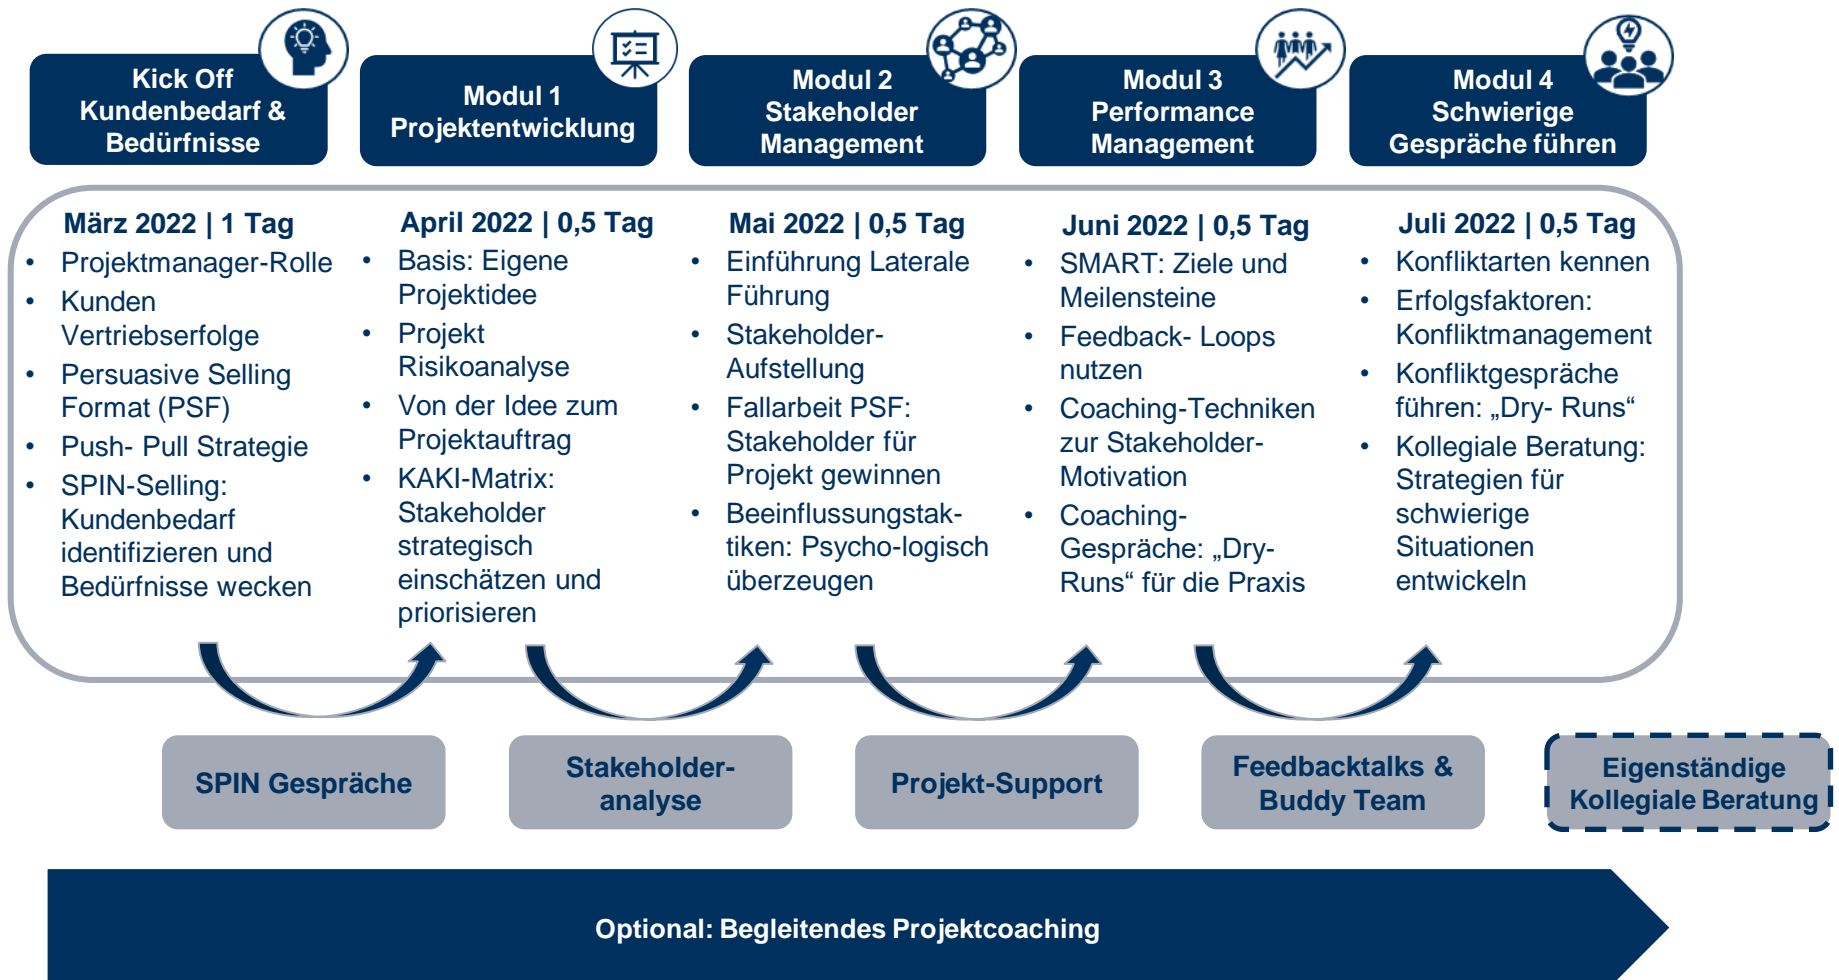 Kick Off
Kundenbedarf &
Bedürfnisse
Modul 1
Projektentwicklung
Modul 2
Stakeholder
Management
Modul 3
Performance
Management
Modul 4
Schwierige
Gespräche führen
März 2022 | 1 Tag
• Projektmanager-Rolle
• Kunden
Vertriebserfolge
• Persuasive Selling
Format (PSF)
• Push- Pull Strategie
• SPIN-Selling:
Kundenbedarf
identifizieren und
Bedürfnisse wecken
April 2022 | 0,5 Tag
• Basis: Eigene
Projektidee
• Projekt
Risikoanalyse
• Von der Idee zum
Projektauftrag
• KAKI-Matrix:
Stakeholder
strategisch
einschätzen und
priorisieren
Mai 2022 | 0,5 Tag
• Einführung Laterale
Führung
• Stakeholder-
Aufstellung
• Fallarbeit PSF:
Stakeholder für
Projekt gewinnen
• Beeinflussungstak-
tiken: Psycho-logisch
überzeugen
Juni 2022 | 0,5 Tag
• SMART: Ziele und
Meilensteine
• Feedback- Loops
nutzen
• Coaching-Techniken
zur Stakeholder-
Motivation
• Coaching-
Gespräche: „Dry-
Runs“ für die Praxis
Juli 2022 | 0,5 Tag
• Konfliktarten kennen
• Erfolgsfaktoren:
Konfliktmanagement
• Konfliktgespräche
führen: „Dry- Runs“
• Kollegiale Beratung:
Strategien für
schwierige
Situationen
entwickeln
SPIN Gespräche
Stakeholder-
analyse
Projekt-Support
Feedbacktalks &
Buddy Team
Eigenständige
Kollegiale Beratung
Optional: Begleitendes Projektcoaching